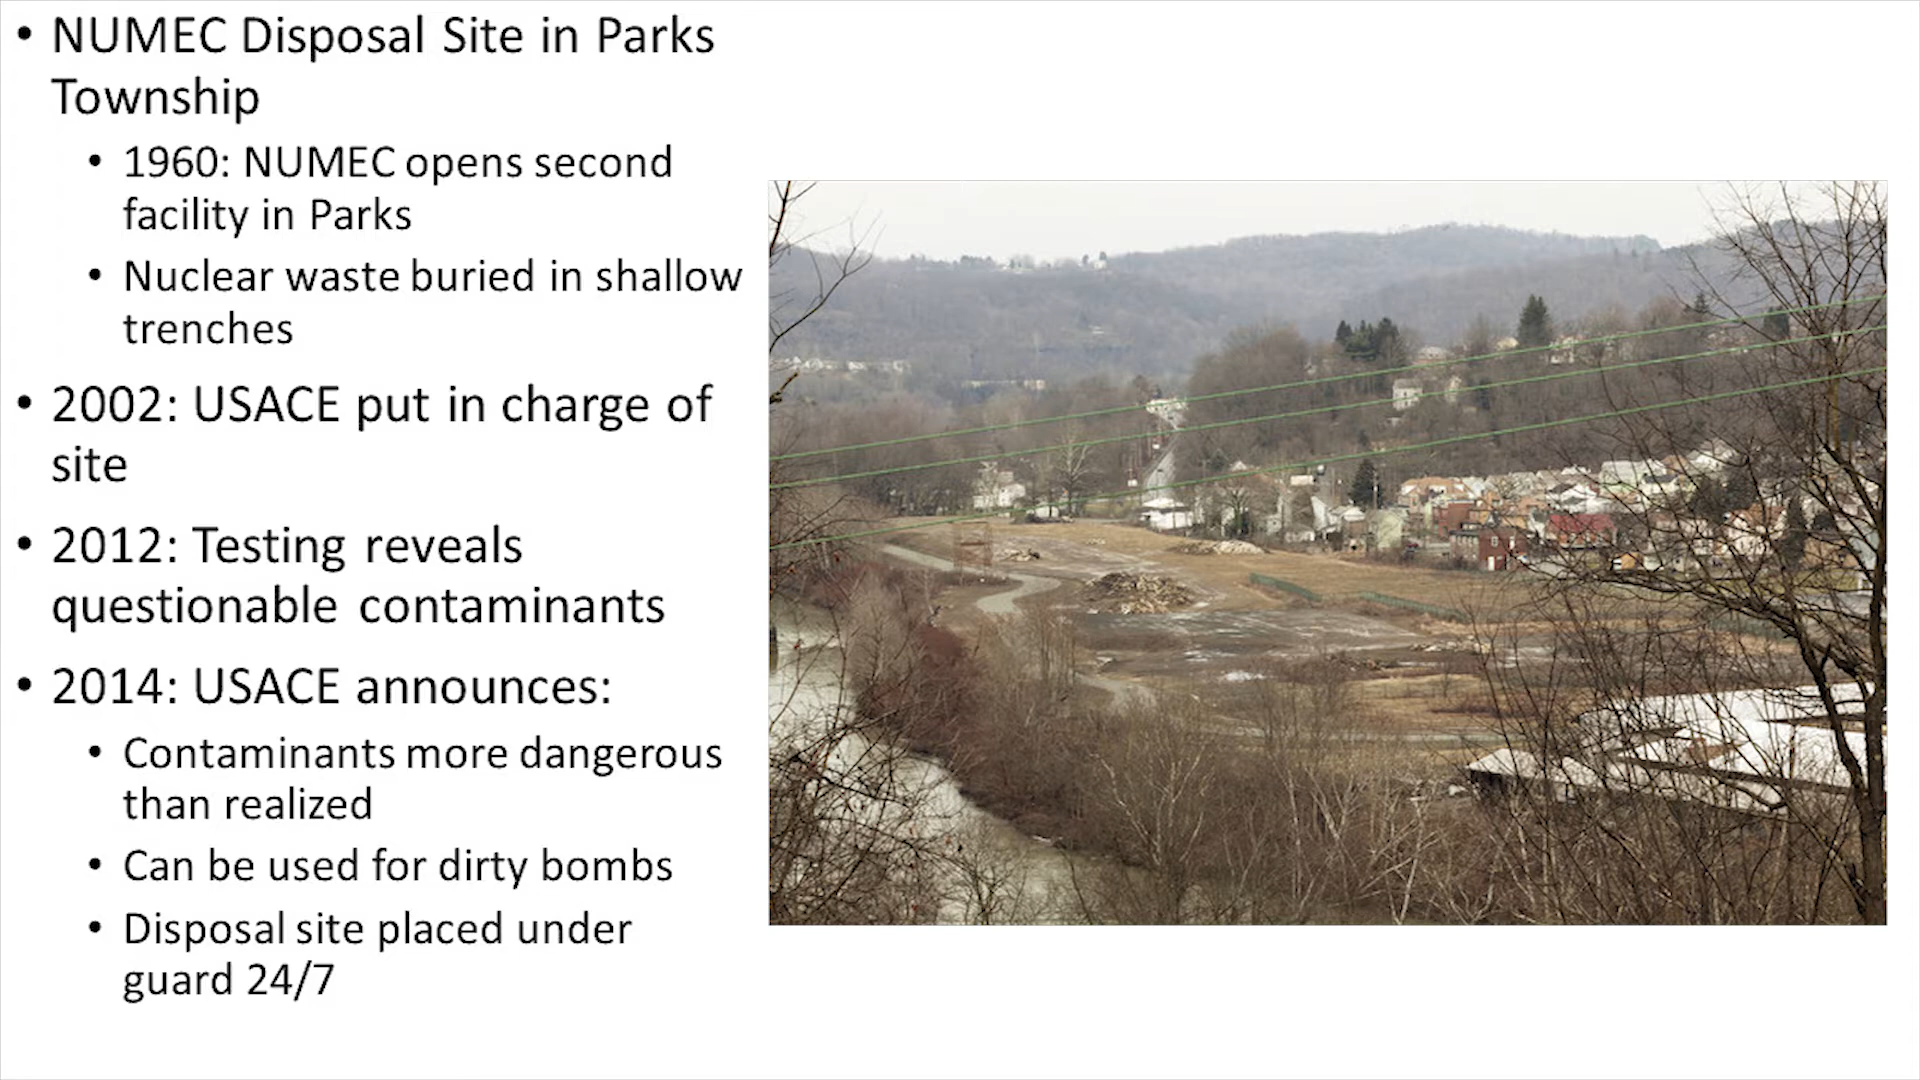 • NUMEC Disposal Site in Parks
Township
• 1960: NUMEC opens second
facility in Parks
• Nuclear waste buried in shallow
trenches
• 2002: USACE put in charge of
site
• 2012: Testing reveals
questionable contaminants
• 2014: USACE announces:
• Contaminants more dangerous
than realized
• Can be used for dirty bombs
• Disposal site placed under
guard 24/7